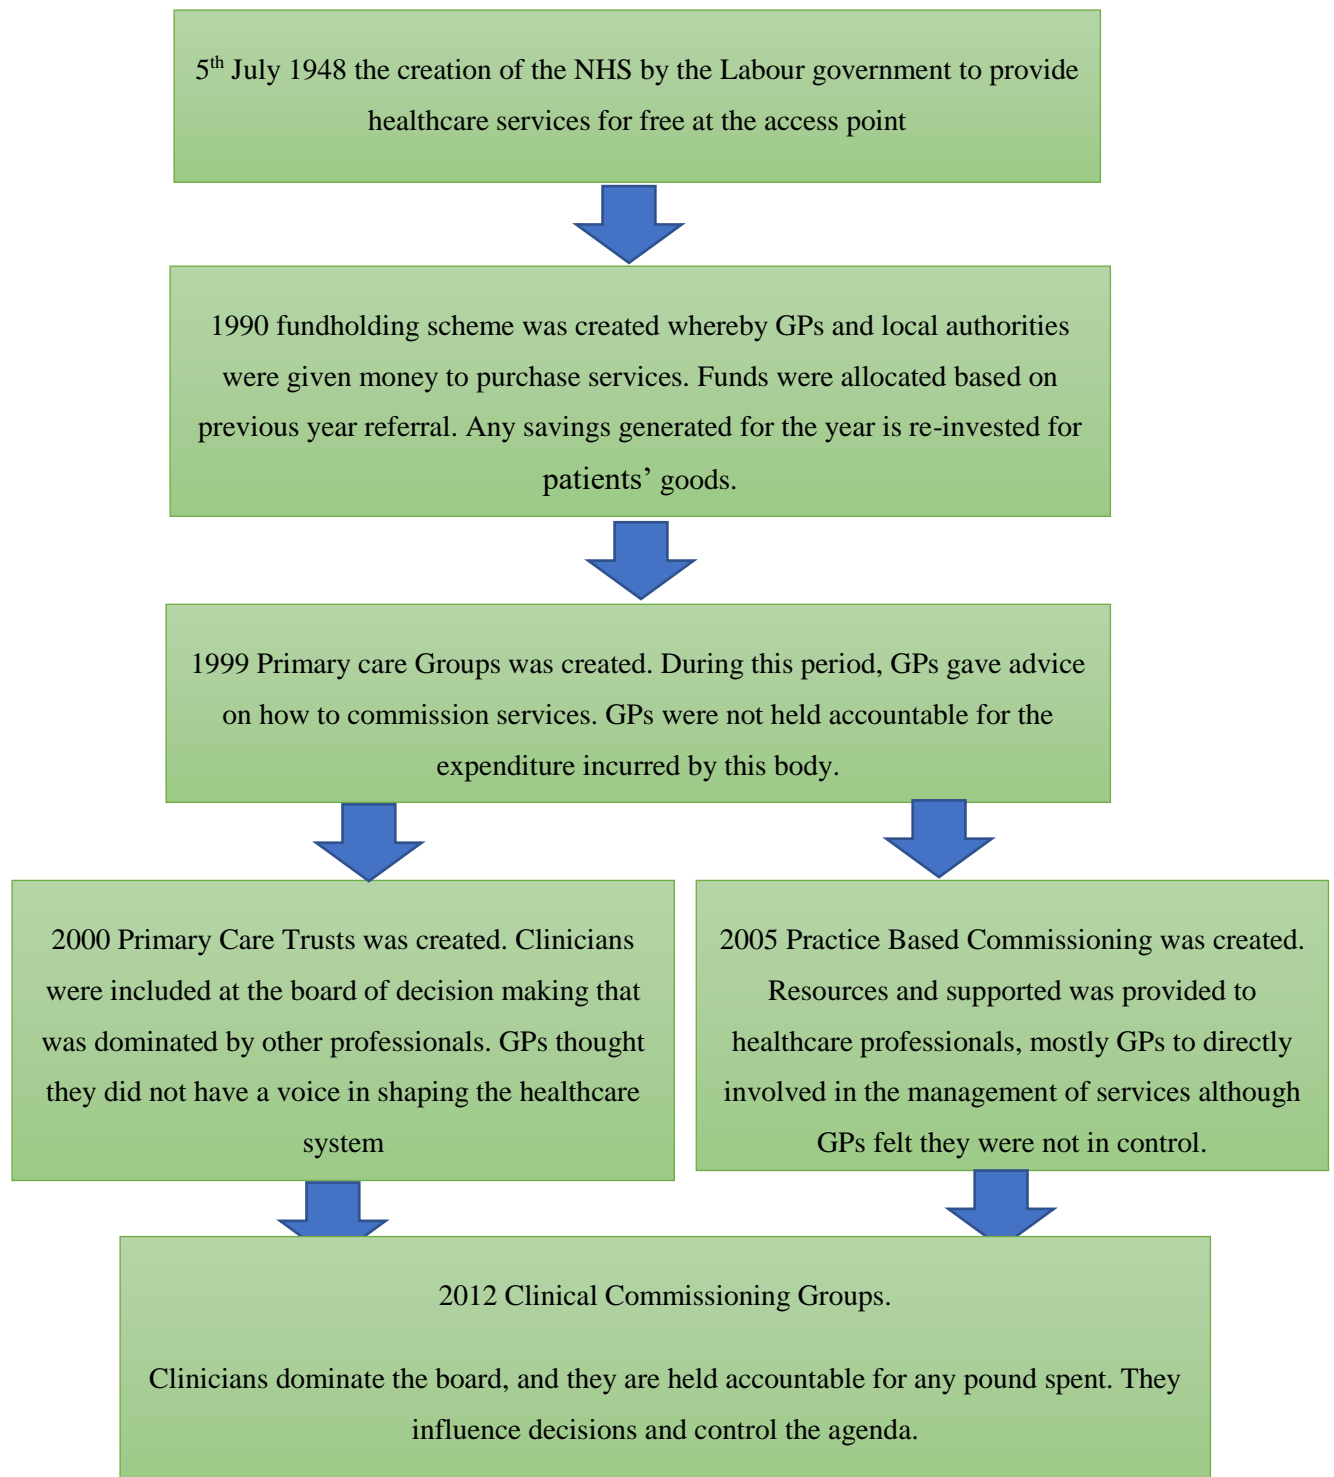 5th July 1948 the creation of the NHS by the Labour government to provide
healthcare services for free at the access point
1990 fundholding scheme was created whereby GPs and local authorities
were given money to purchase services. Funds were allocated based on
previous year referral. Any savings generated for the year is re-invested for
patients’ goods.
1999 Primary care Groups was created. During this period, GPs gave advice
on how to commission services. GPs were not held accountable for the
expenditure incurred by this body.
2000 Primary Care Trusts was created. Clinicians
were included at the board of decision making that
was dominated by other professionals. GPs thought
they did not have a voice in shaping the healthcare
system
2005 Practice Based Commissioning was created.
Resources and supported was provided to
healthcare professionals, mostly GPs to directly
involved in the management of services although
GPs felt they were not in control.
2012 Clinical Commissioning Groups.
Clinicians dominate the board, and they are held accountable for any pound spent. They
influence decisions and control the agenda.